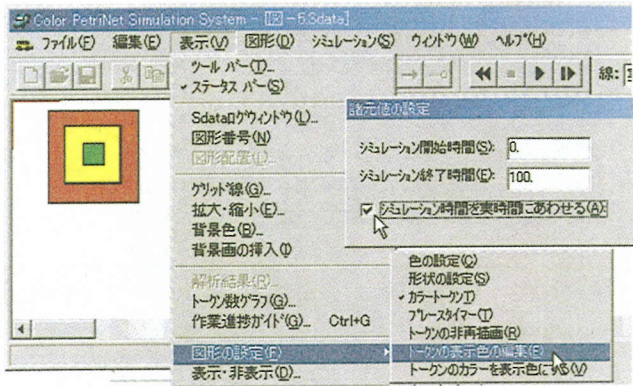 Color PetriNet Simulation System - [図－5.Sdata]
ファイル(F) 編集(E) 表示(V) 図形(D) シミュレーション(S) ウィンドウ(W) ヘルプ(H)
線:
ツール バー(T)...
ステータス バー(S)
Sdataログウィンドウ(L)...
図形番号(N)
図形配置(L)...
グリッド線(G)...
拡大・縮小(E)...
背景色(B)...
背景画の挿入(I)
解析結果(R)...
トークン数グラフ(G)...
作業進捗ガイド(G)... Ctrl+G
図形の設定(F)
表示・非表示(D)...
諸元値の設定
シミュレーション開始時間(S): 0.
シミュレーション終了時間(E): 100.
シミュレーション時間を実時間にあわせる(A):
色の設定(C)
形状の設定(S)
カラートークン(T)
プレースタイマー(T)
トークンの非再描画(R)
トークンの表示色の編集(E)
トークンのカラーを表示色にする(V)